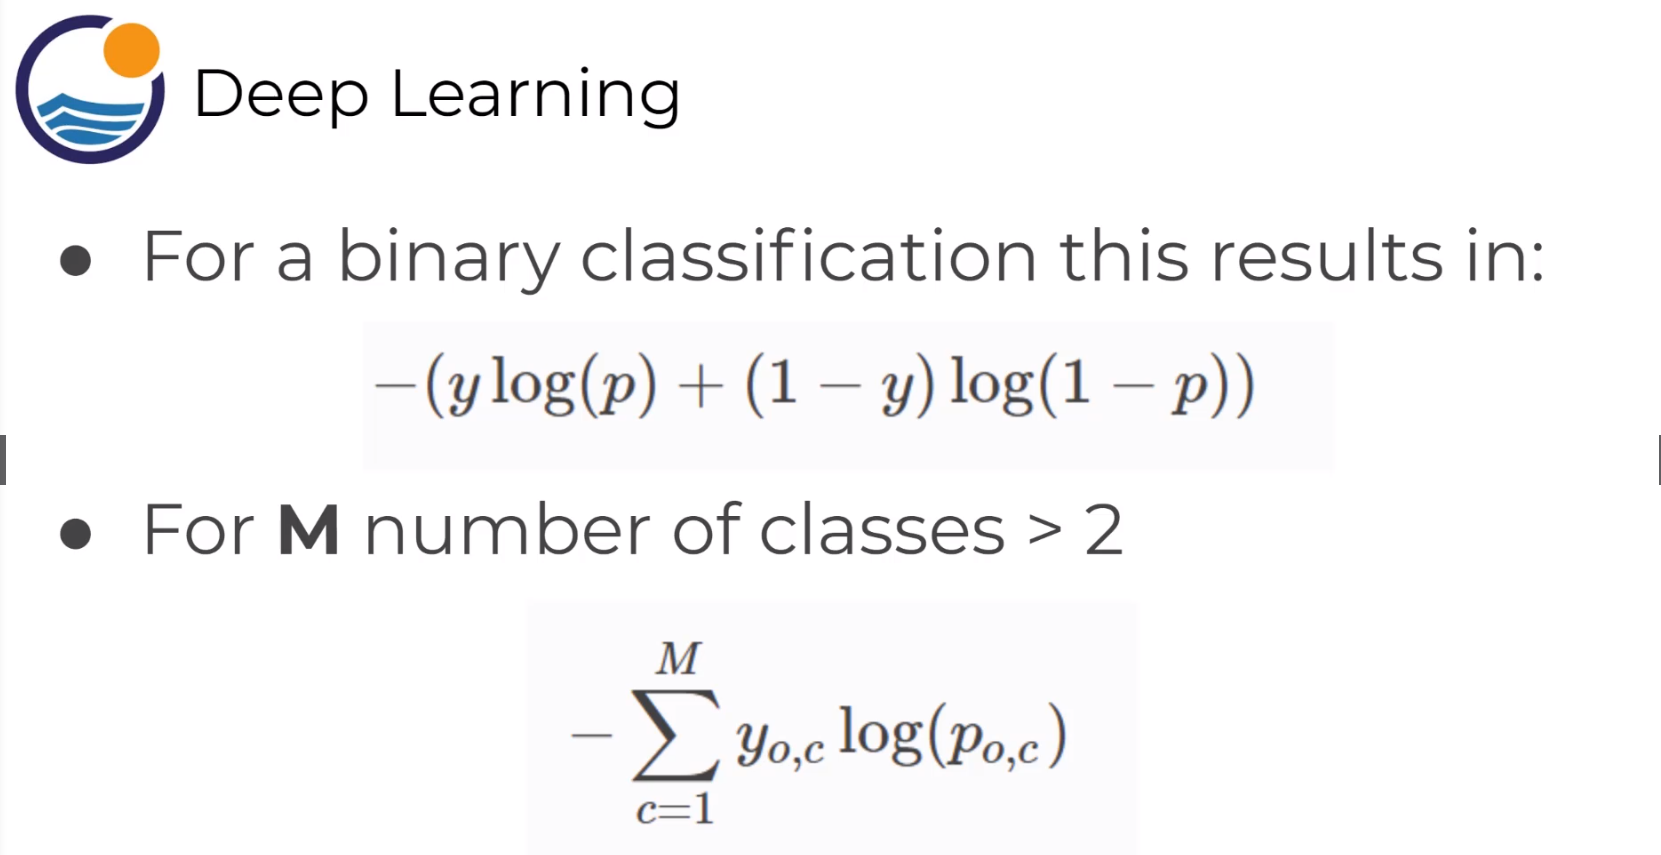 Deep Learning
● For a binary classification this results in:
−(y log(p) + (1 − y) log(1 − p))
● For M number of classes > 2
M
− ∑ y_{o,c} log(p_{o,c})
c=1